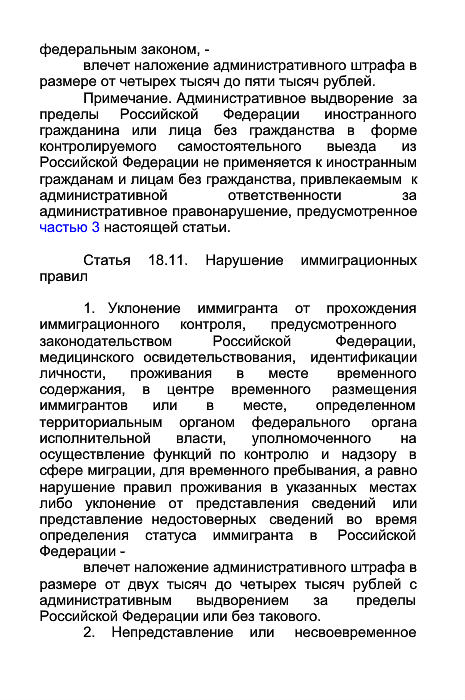 федеральным законом, -
влечет наложение административного штрафа в
размере от четырех тысяч до пяти тысяч рублей.
Примечание. Административное выдворение за
пределы Российской Федерации иностранного
гражданина или лица без гражданства в форме
контролируемого самостоятельного выезда из
Российской Федерации не применяется к иностранным
гражданам и лицам без гражданства, привлекаемым к
административной ответственности за
административное правонарушение, предусмотренное
частью 3 настоящей статьи.
Статья 18.11. Нарушение иммиграционных
правил
1. Уклонение иммигранта от прохождения
иммиграционного контроля, предусмотренного
законодательством Российской Федерации,
медицинского освидетельствования, идентификации
личности, проживания в месте временного
содержания, в центре временного размещения
иммигрантов или в месте, определенном
территориальным органом федерального органа
исполнительной власти, уполномоченного на
осуществление функций по контролю и надзору в
сфере миграции, для временного пребывания, а равно
нарушение правил проживания в указанных местах
либо уклонение от представления сведений или
представление недостоверных сведений во время
определения статуса иммигранта в Российской
Федерации -
влечет наложение административного штрафа в
размере от двух тысяч до четырех тысяч рублей с
административным выдворением за пределы
Российской Федерации или без такового.
2. Непредставление или несвоевременное